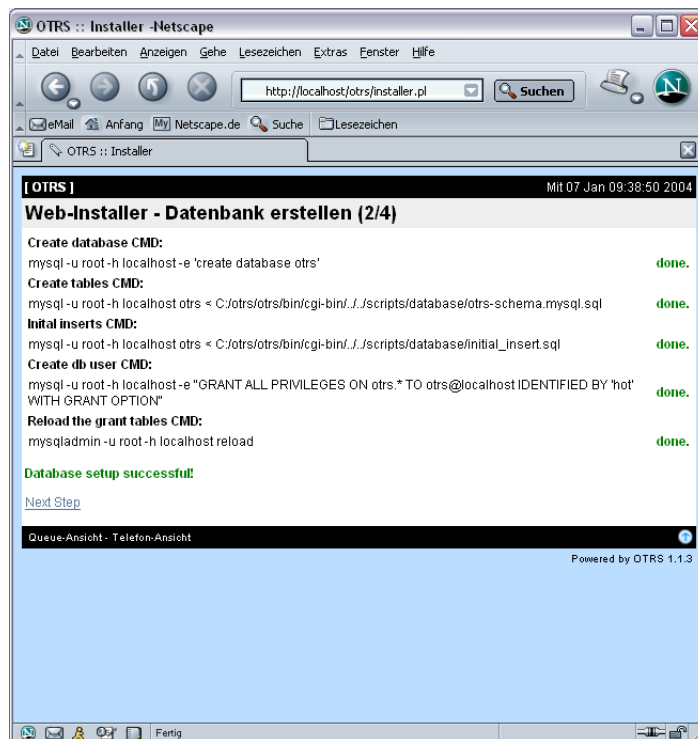 OTRS :: Installer -Netscape
Datei Bearbeiten Anzeigen Gehe Lesezeichen Extras Fenster Hilfe
http://localhost/otrs/installer.pl Suchen N
eMail Anfang My Netscape.de Suche Lesezeichen
OTRS :: Installer
[ OTRS ] Mit 07 Jan 09:38:50 2004
Web-Installer - Datenbank erstellen (2/4)
Create database CMD:
mysql -u root -h localhost -e 'create database otrs' done.
Create tables CMD:
mysql -u root -h localhost otrs < C:/otrs/otrs/bin/cgi-bin/../../scripts/database/otrs-schema.mysql.sql done.
Inital inserts CMD:
mysql -u root -h localhost otrs < C:/otrs/otrs/bin/cgi-bin/../../scripts/database/initial_insert.sql done.
Create db user CMD:
mysql -u root -h localhost -e "GRANT ALL PRIVILEGES ON otrs.* TO otrs@localhost IDENTIFIED BY 'hot'
WITH GRANT OPTION" done.
Reload the grant tables CMD:
mysqladmin -u root -h localhost reload done.
Database setup successful!
Next Step
Queue-Ansicht - Telefon-Ansicht
Powered by OTRS 1.1.3
Fertig